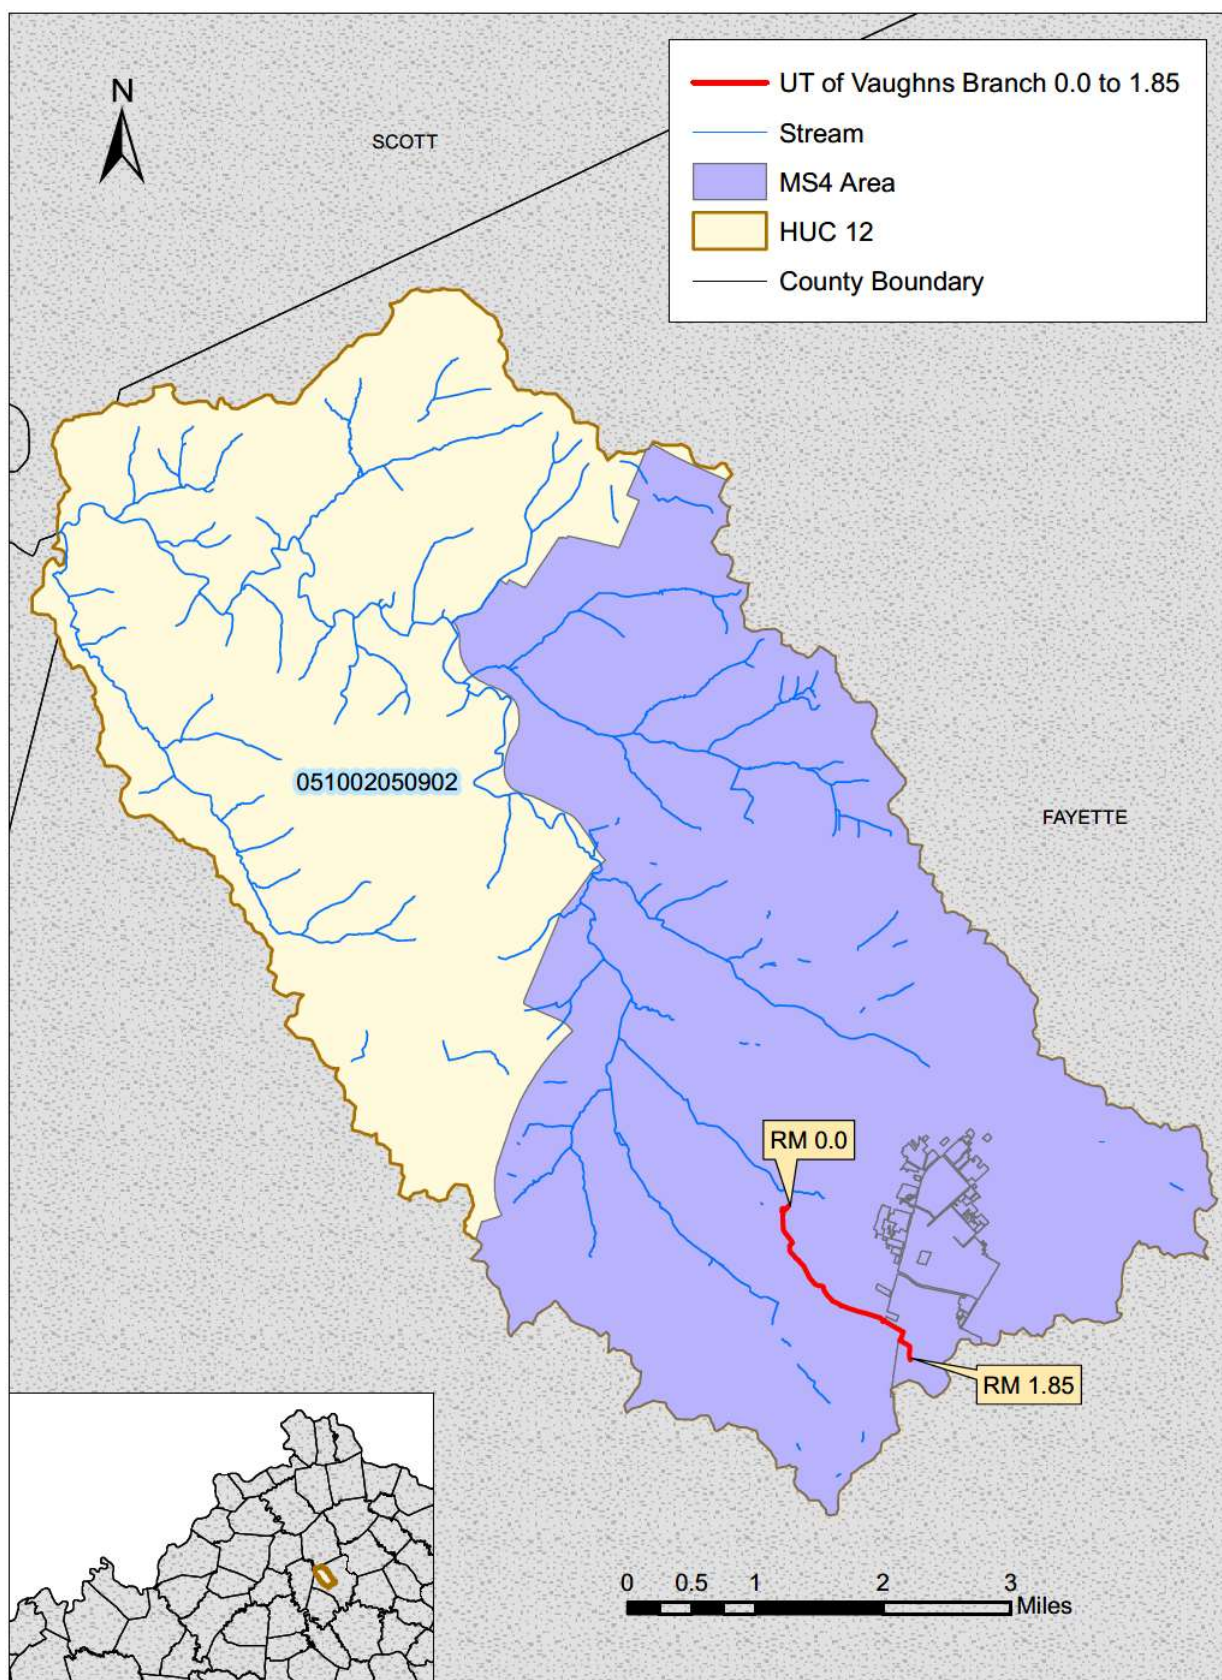 N
SCOTT
UT of Vaughns Branch 0.0 to 1.85
Stream
MS4 Area
HUC 12
County Boundary
051002050902
FAYETTE
RM 0.0
RM 1.85
0 0.5 1 2 3
Miles